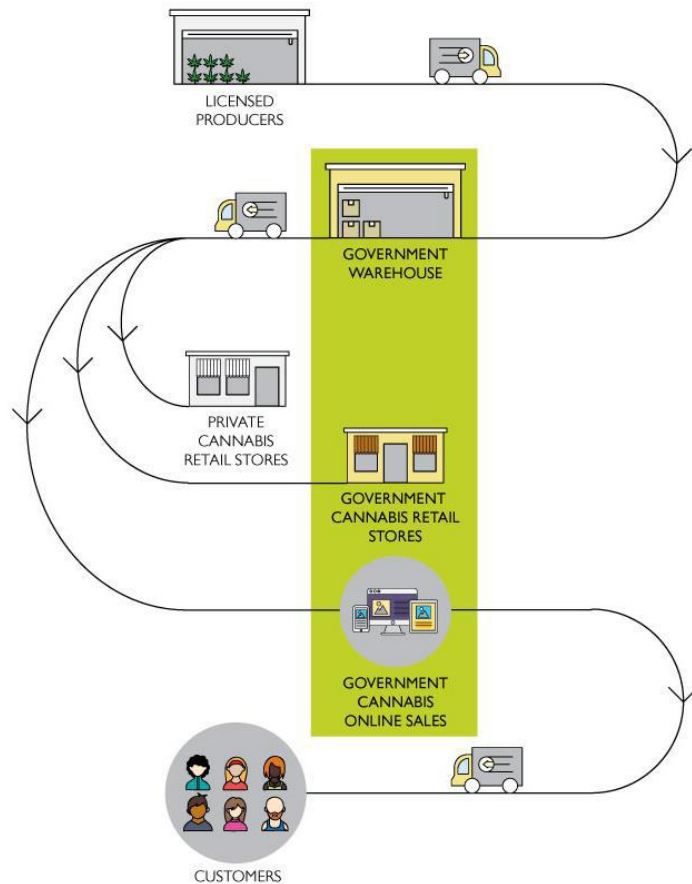 LICENSED
PRODUCERS
GOVERNMENT
WAREHOUSE
PRIVATE
CANNABIS
RETAIL STORES
GOVERNMENT
CANNABIS RETAIL
STORES
GOVERNMENT
CANNABIS
ONLINE SALES
CUSTOMERS